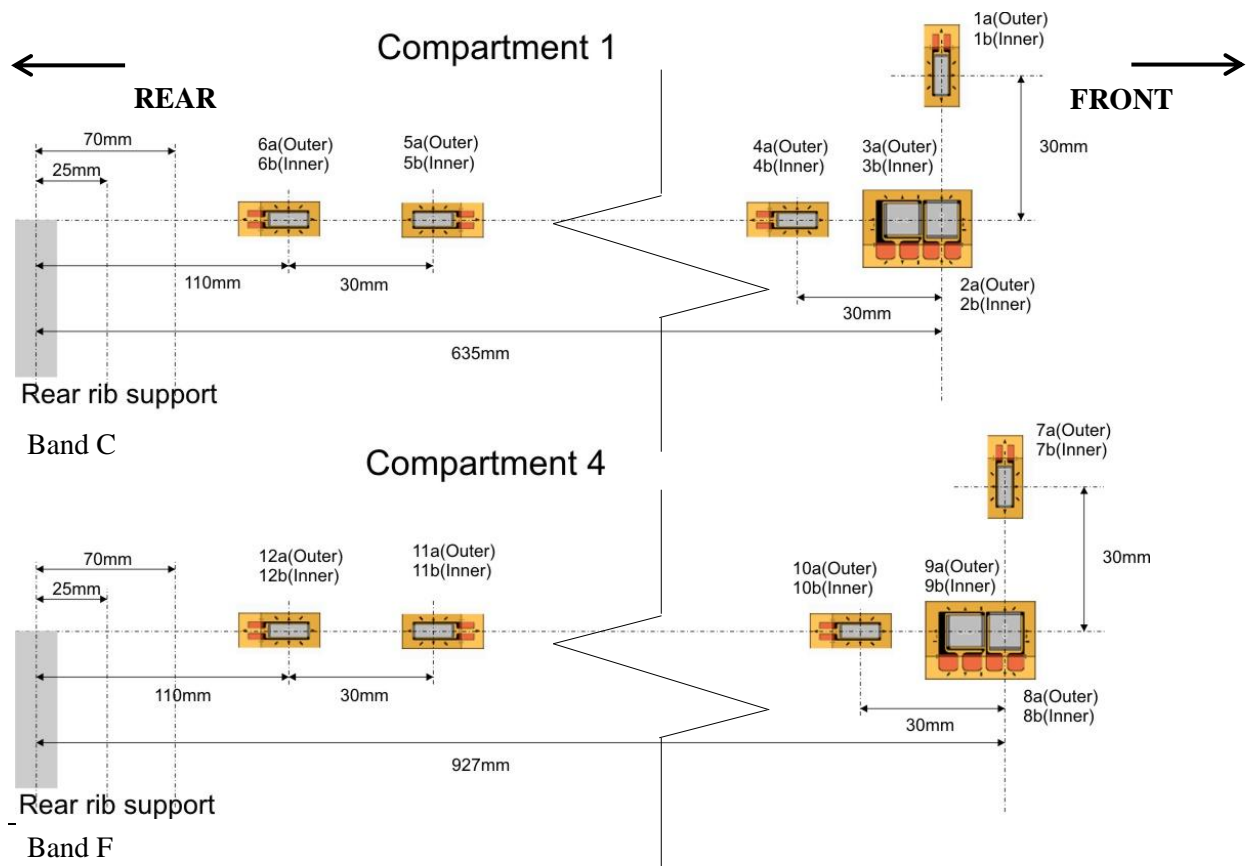 Compartment 1
1a(Outer)
1b(Inner)
REAR
FRONT
70mm
25mm
6a(Outer)
6b(Inner)
5a(Outer)
5b(Inner)
4a(Outer)
4b(Inner)
3a(Outer)
3b(Inner)
30mm
110mm
30mm
30mm
2a(Outer)
2b(Inner)
635mm
Rear rib support
Band C
Compartment 4
7a(Outer)
7b(Inner)
70mm
25mm
12a(Outer)
12b(Inner)
11a(Outer)
11b(Inner)
10a(Outer)
10b(Inner)
9a(Outer)
9b(Inner)
30mm
110mm
30mm
30mm
8a(Outer)
8b(Inner)
927mm
Rear rib support
Band F